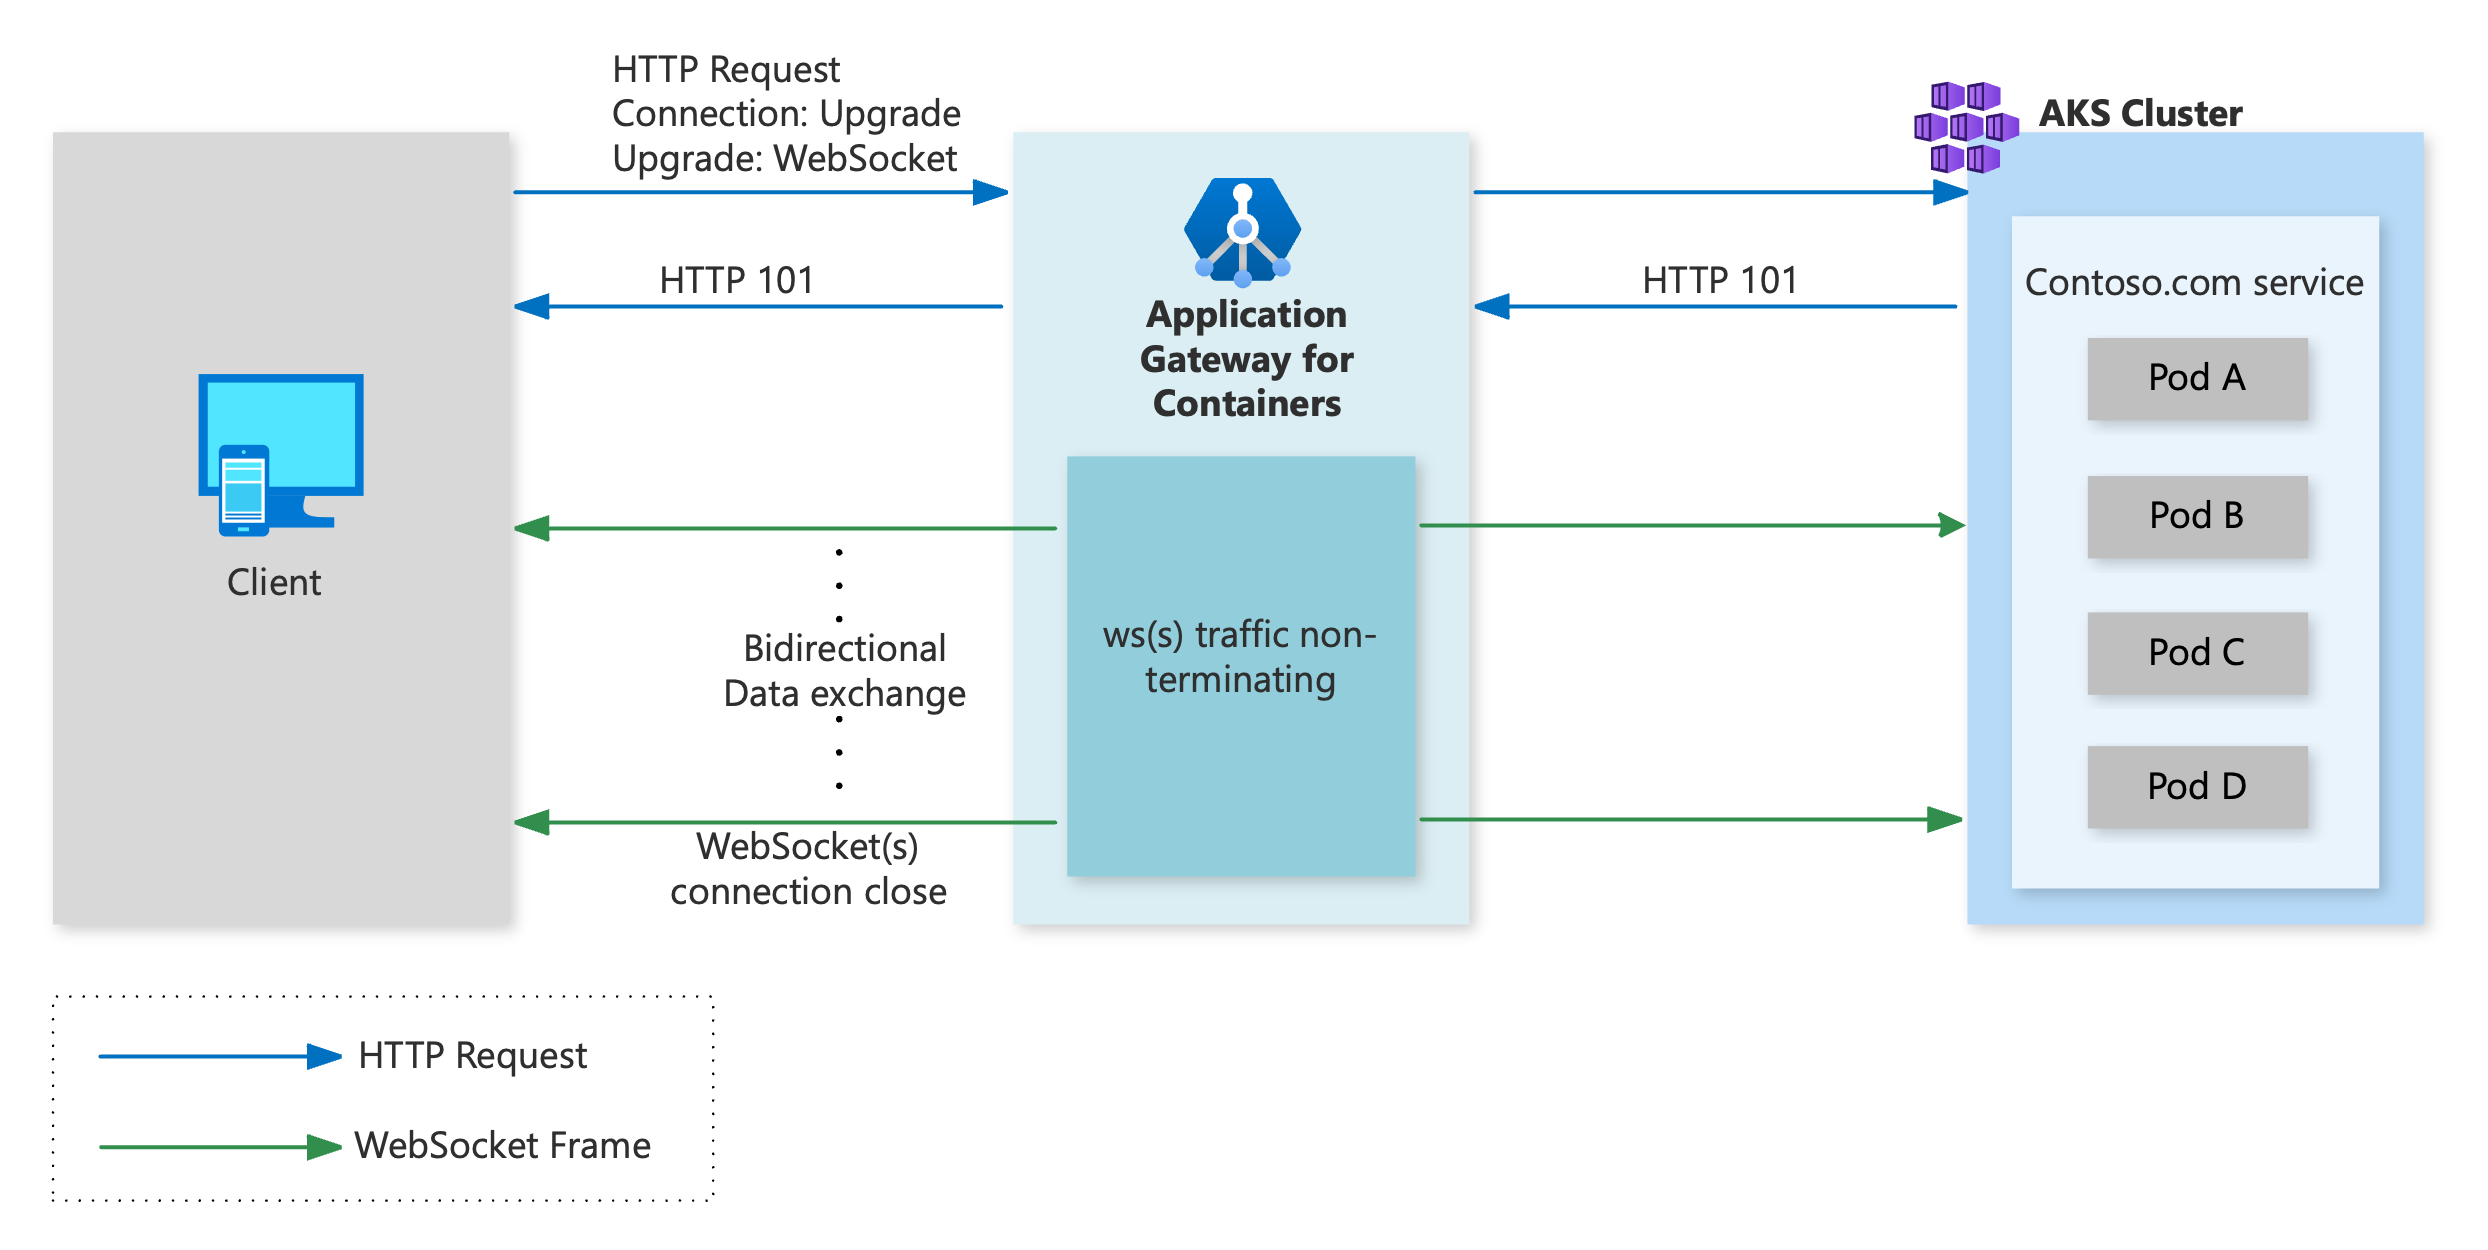 HTTP Request
Connection: Upgrade
Upgrade: WebSocket
AKS Cluster
HTTP 101
HTTP 101
Contoso.com service
Application
Gateway for
Containers
Pod A
Pod B
Pod C
Pod D
Client
Bidirectional
Data exchange
ws(s) traffic non-
terminating
WebSocket(s)
connection close
HTTP Request
WebSocket Frame